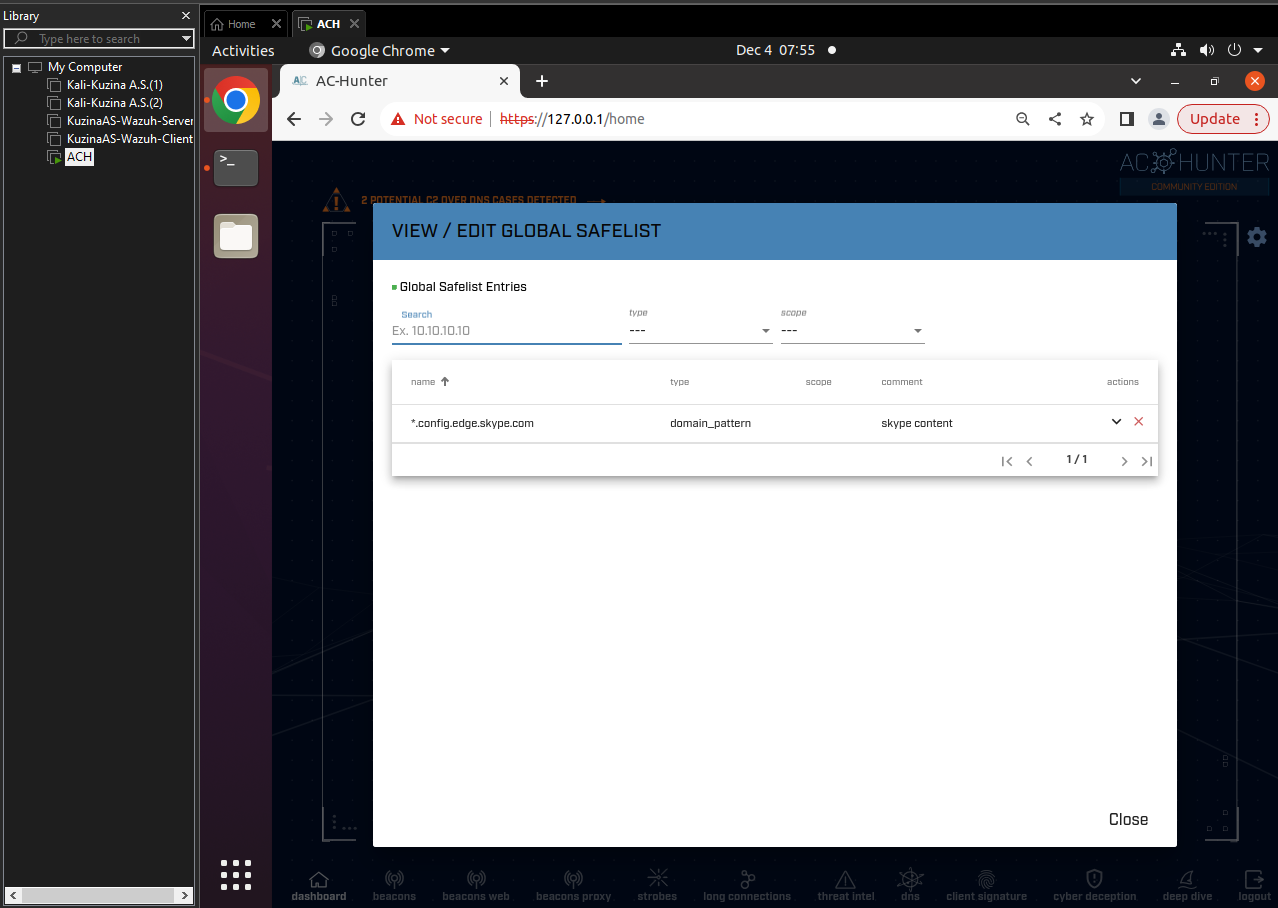 Library
Type here to search
My Computer
Kali-Kuzina A.S.(1)
Kali-Kuzina A.S.(2)
KuzinaAS-Wazuh-Server
KuzinaAS-Wazuh-Client
ACH
Home
ACH
Activities
Google Chrome
Dec 4 07:55
AC-Hunter
Not secure
https://127.0.0.1/home
Update
AC HUNTER
COMMUNITY EDITION
2 POTENTIAL C2 OVER DNS CASES DETECTED
VIEW / EDIT GLOBAL SAFELIST
Global Safelist Entries
Search
Ex. 10.10.10.10
type
---
scope
---
name type scope comment actions
*.config.edge.skype.com domain_pattern skype content
1 / 1
Close
dashboard
beacons
beacons web
beacons proxy
strobes
long connections
threat intel
dns
client signature
cyber deception
deep dive
logout